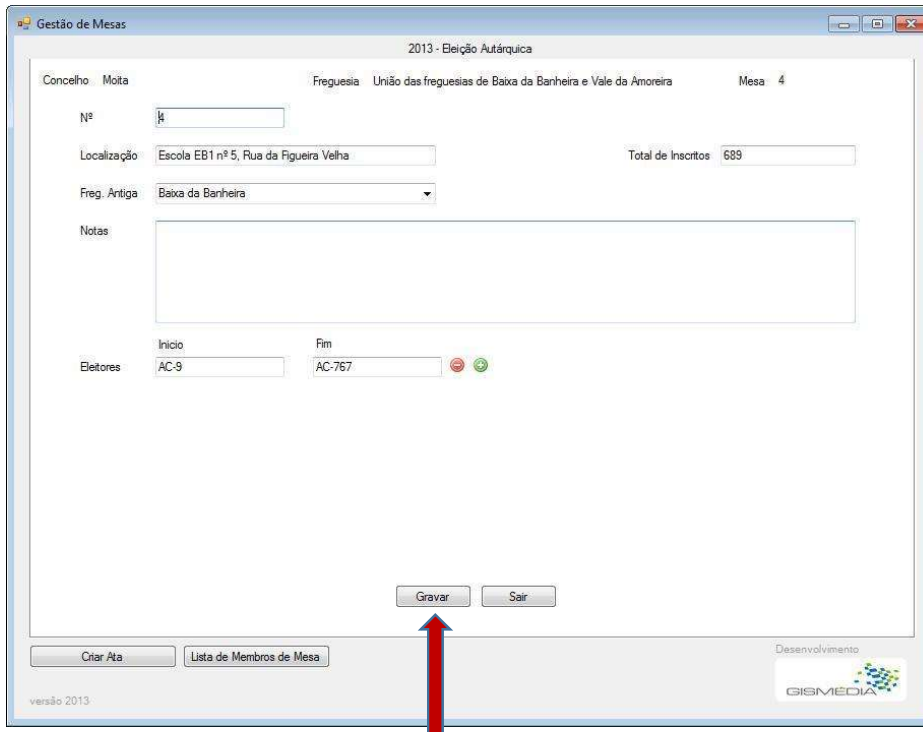 Gestão de Mesas
2013 - Eleição Autárquica
Concelho Moita Freguesia União das freguesias de Baixa da Banheira e Vale da Amoreira Mesa 4
Nº 4
Localização Escola EB1 nº 5, Rua da Figueira Velha Total de Inscritos 689
Freg. Antiga Baixa da Banheira
Notas
Inicio Fim
Eleitores AC-9 AC-767
Gravar Sair
Criar Ata Lista de Membros de Mesa Desenvolvimento
GISMÉDIA
versão 2013